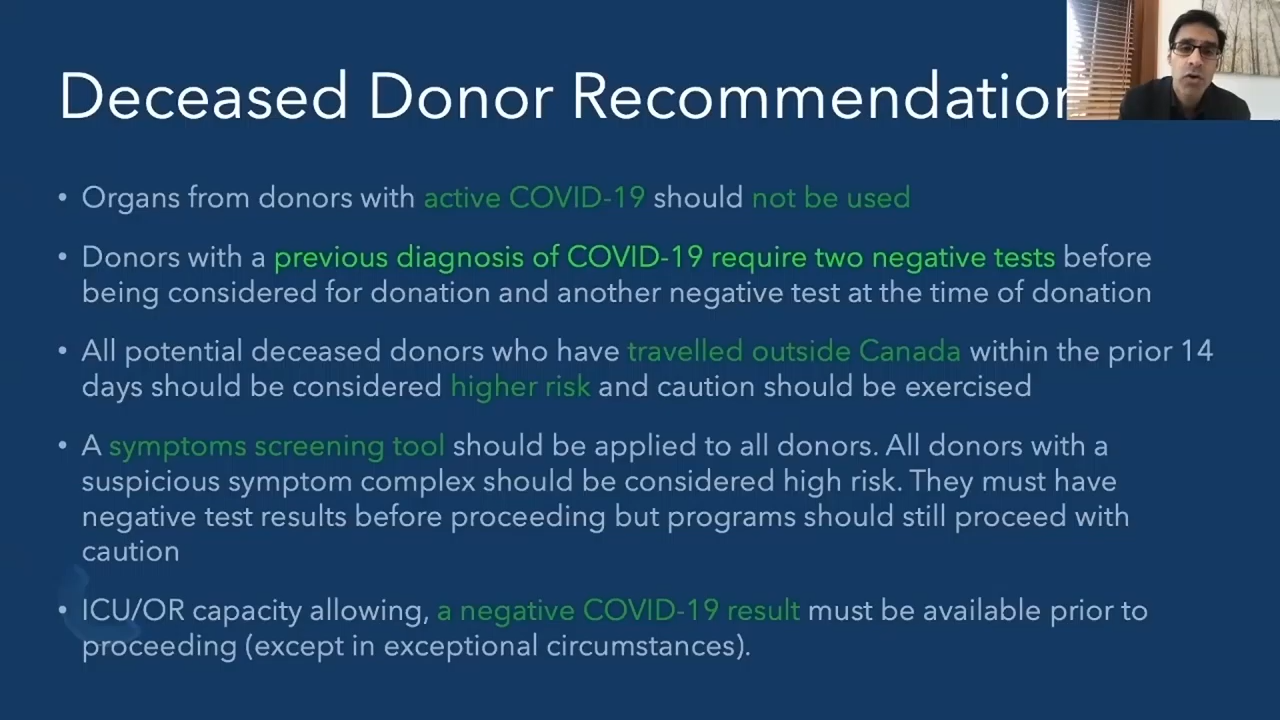 Deceased Donor Recommendation
• Organs from donors with active COVID-19 should not be used
• Donors with a previous diagnosis of COVID-19 require two negative tests before
being considered for donation and another negative test at the time of donation
• All potential deceased donors who have travelled outside Canada within the prior 14
days should be considered higher risk and caution should be exercised
• A symptoms screening tool should be applied to all donors. All donors with a
suspicious symptom complex should be considered high risk. They must have
negative test results before proceeding but programs should still proceed with
caution
• ICU/OR capacity allowing, a negative COVID-19 result must be available prior to
proceeding (except in exceptional circumstances).